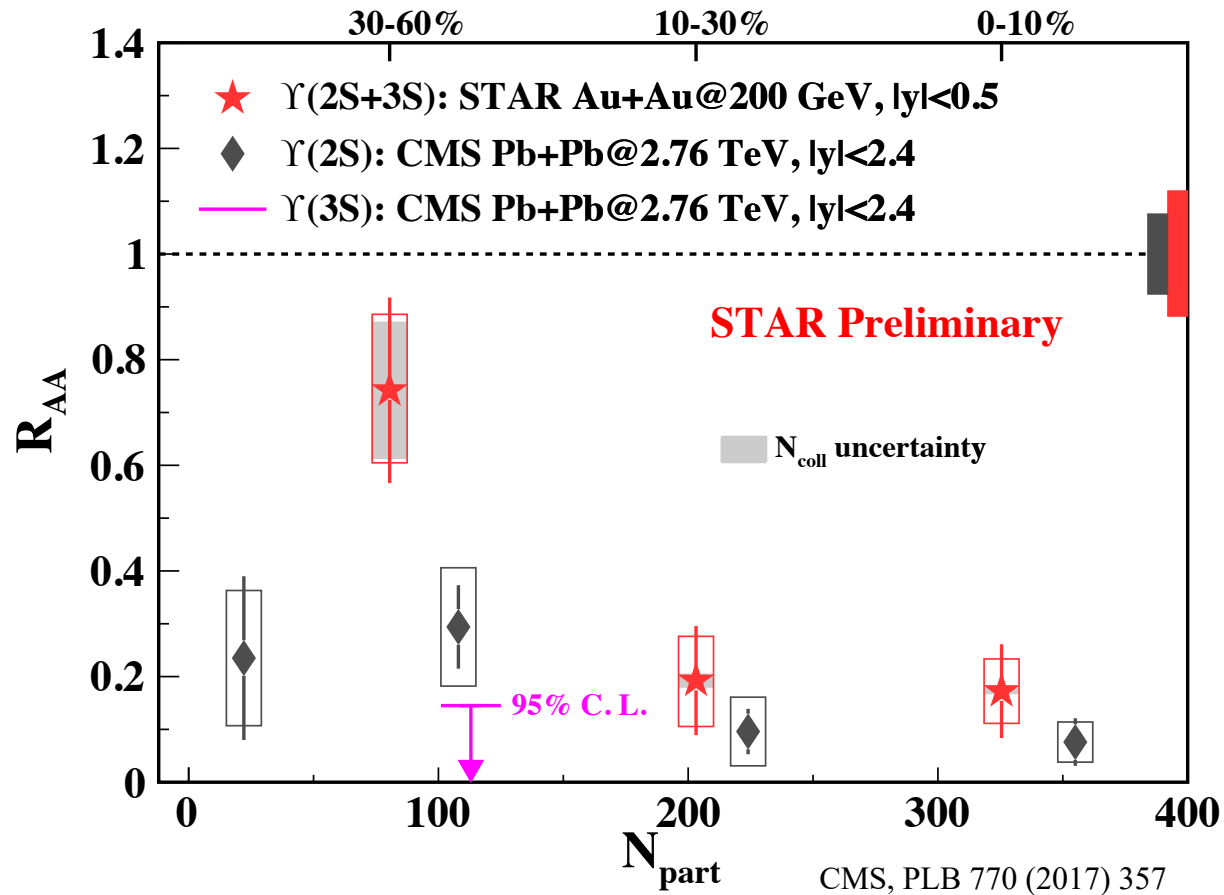 30-60% 10-30% 0-10%
1.4
ϒ(2S+3S): STAR Au+Au@200 GeV, |y|<0.5
1.2
ϒ(2S): CMS Pb+Pb@2.76 TeV, |y|<2.4
ϒ(3S): CMS Pb+Pb@2.76 TeV, |y|<2.4
1
STAR Preliminary
0.8
R_AA
0.6
N_coll uncertainty
0.4
0.2
95% C. L.
0
0 100 200 300 400
N_part
CMS, PLB 770 (2017) 357